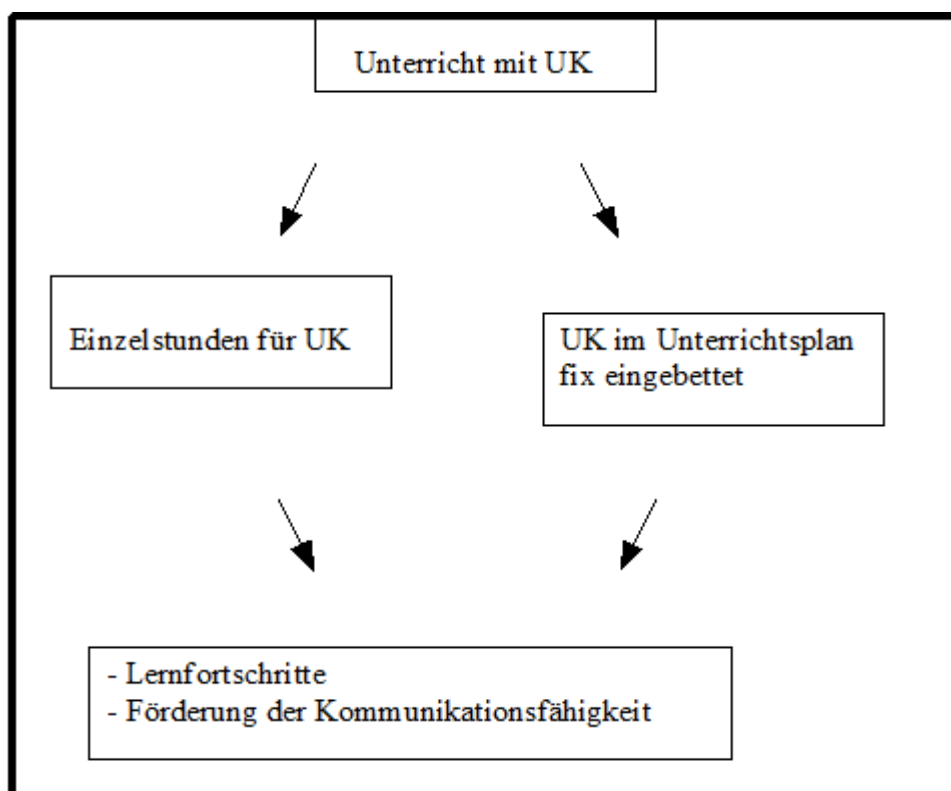 Unterricht mit UK
Einzelstunden für UK
UK im Unterrichtsplan
fix eingebettet
- Lernfortschritte
- Förderung der Kommunikationsfähigkeit